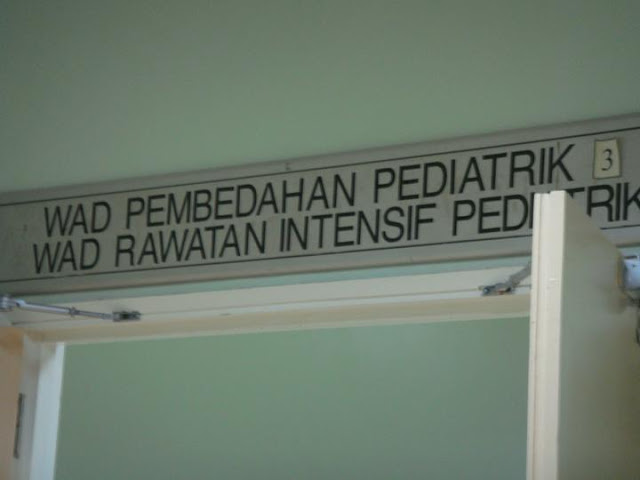 WAD PEMBEDAHAN PEDIATRIK 3
WAD RAWATAN INTENSIF